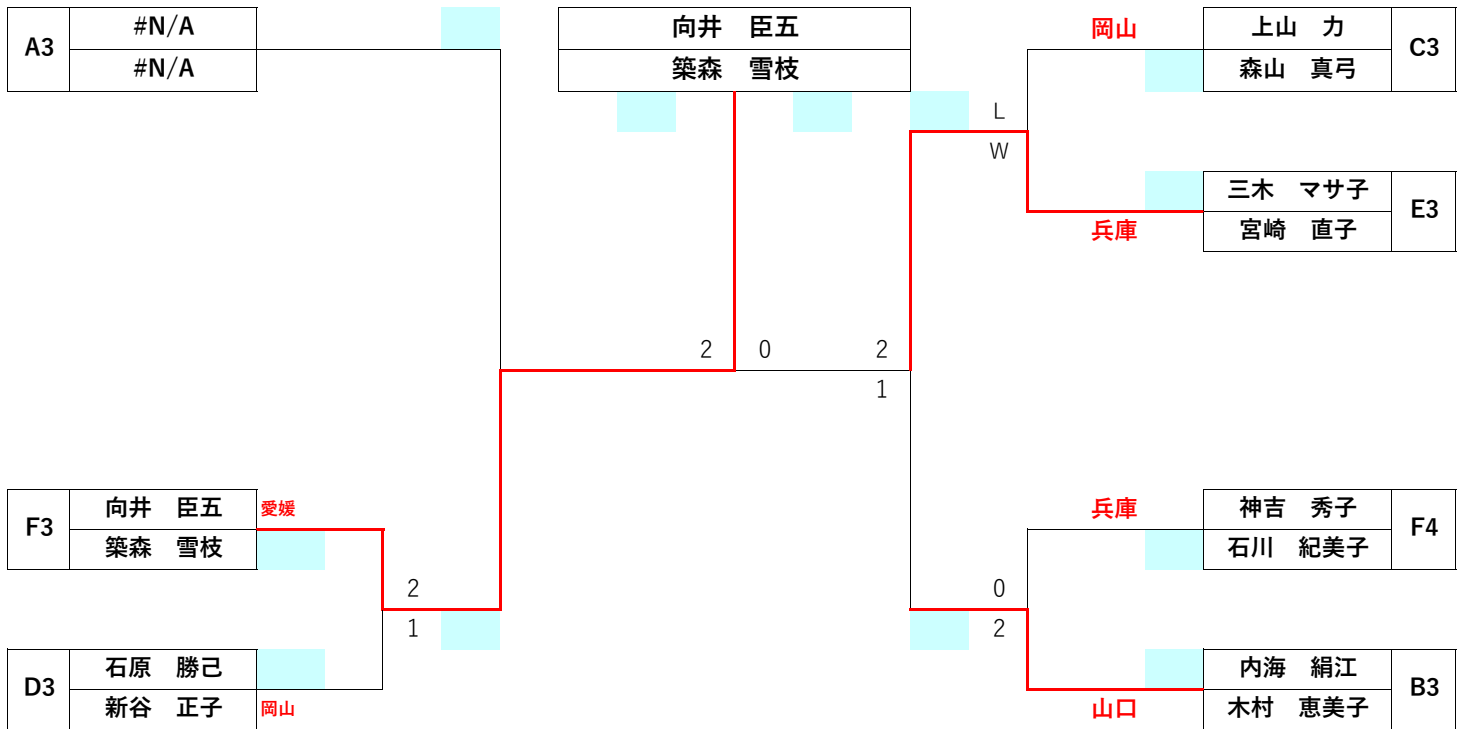 A3
#N/A
#N/A
向井　臣五
築森　雪枝
岡山
上山　力
森山　真弓
C3
L
W
三木　マサ子
宮崎　直子
E3
兵庫
2
0
2
1
F3
向井　臣五
築森　雪枝
愛媛
兵庫
神吉　秀子
石川　紀美子
F4
2
1
0
2
D3
石原　勝己
新谷　正子
岡山
山口
内海　絹江
木村　恵美子
B3